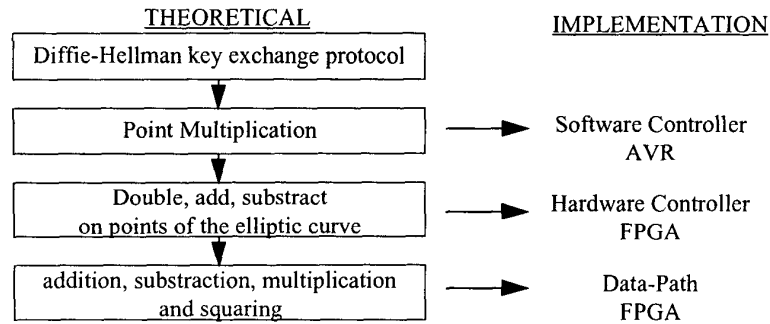 THEORETICAL
IMPLEMENTATION
Diffie-Hellman key exchange protocol
Point Multiplication
Software Controller
AVR
Double, add, substract
on points of the elliptic curve
Hardware Controller
FPGA
addition, substraction, multiplication
and squaring
Data-Path
FPGA